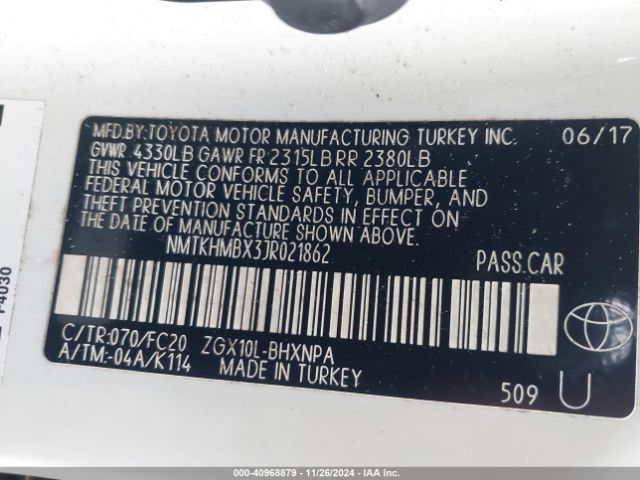 MFD.BY:TOYOTA MOTOR MANUFACTURING TURKEY INC. 06/17
GVWR 4330LB GAWR FR 2315LB RR 2380LB
THIS VEHICLE CONFORMS TO ALL APPLICABLE
FEDERAL MOTOR VEHICLE SAFETY, BUMPER, AND
THEFT PREVENTION STANDARDS IN EFFECT ON
THE DATE OF MANUFACTURE SHOWN ABOVE.
NMTKHMBX3JR021862 PASS.CAR
C/TR:070/FC20 ZGX10L-BHXNPA
A/TM:-04A/K114 MADE IN TURKEY
509 U
F4030
© 2000 - 40968879 - 11/26/2024 - IAA Inc.